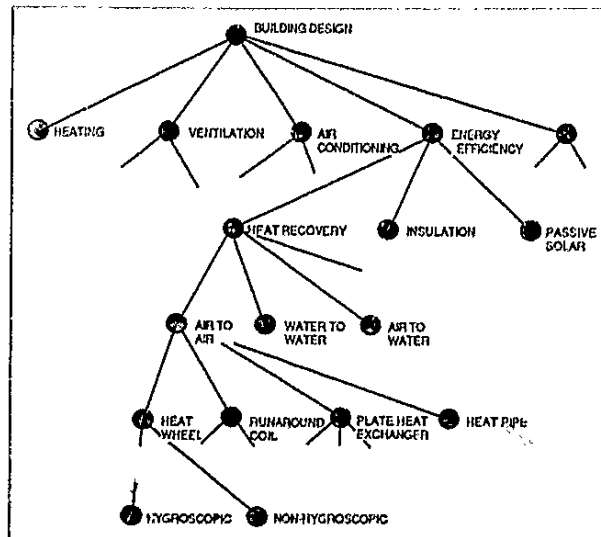 BUILDING DESIGN
HEATING
VENTILATION
AIR
CONDITIONING
ENERGY
EFFICIENCY
HEAT RECOVERY
INSULATION
PASSIVE
SOLAR
AIR TO
AIR
WATER TO
WATER
AIR TO
WATER
HEAT
WHEEL
RUNAROUND
COIL
PLATE HEAT
EXCHANGER
HEAT PIPE
HYGROSCOPIC
NON-HYGROSCOPIC